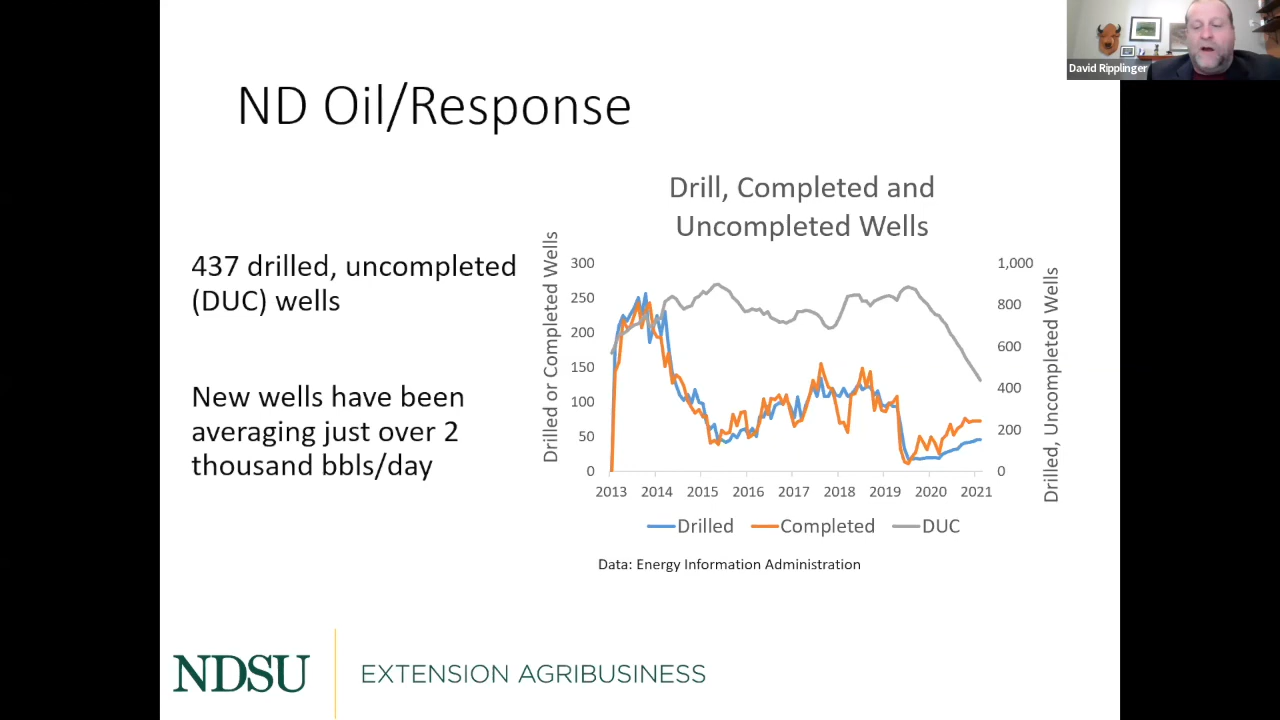 David Ripplinger
ND Oil/Response
437 drilled, uncompleted
(DUC) wells
New wells have been
averaging just over 2
thousand bbls/day
Drill, Completed and
Uncompleted Wells
Drilled or Completed Wells
300
250
200
150
100
50
0
1,000
800
600
400
200
0
Drilled, Uncompleted Wells
2013 2014 2015 2016 2017 2018 2019 2020 2021
Drilled Completed DUC
Data: Energy Information Administration
NDSU EXTENSION AGRIBUSINESS